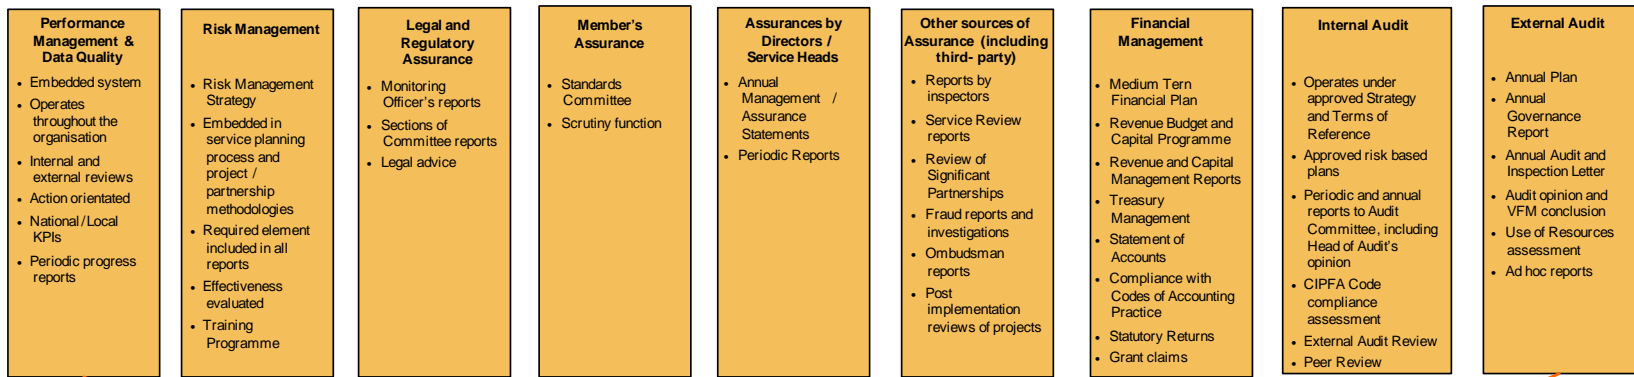 Performance
Management &
Data Quality
• Embedded system
• Operates
throughout the
organisation
• Internal and
external reviews
• Action orientated
• National/Local
KPIs
• Periodic progress
reports
Risk Management
• Risk Management
Strategy
• Embedded in
service planning
process and
project /
partnership
methodologies
• Required element
included in all
reports
• Effectiveness
evaluated
• Training
Programme
Legal and
Regulatory
Assurance
• Monitoring
Officer's reports
• Sections of
Committee reports
• Legal advice
Member's
Assurance
• Standards
Committee
• Scrutiny function
Assurances by
Directors /
Service Heads
• Annual
Management /
Assurance
Statements
• Periodic Reports
Other sources of
Assurance (including
third- party)
• Reports by
inspectors
• Service Review
reports
• Review of
Significant
Partnerships
• Fraud reports and
investigations
• Ombudsman
reports
• Post
implementation
reviews of projects
Financial
Management
• Medium Tern
Financial Plan
• Revenue Budget and
Capital Programme
• Revenue and Capital
Management Reports
• Treasury
Management
• Statement of
Accounts
• Compliance with
Codes of Accounting
Practice
• Statutory Returns
• Grant claims
Internal Audit
• Operates under
approved Strategy
and Terms of
Reference
• Approved risk based
plans
• Periodic and annual
reports to Audit
Committee, including
Head of Audit's
opinion
• CIPFA Code
compliance
assessment
• External Audit Review
• Peer Review
External Audit
• Annual Plan
• Annual
Governance
Report
• Annual Audit and
Inspection Letter
• Audit opinion and
VFM conclusion
• Use of Resources
assessment
• Ad hoc reports